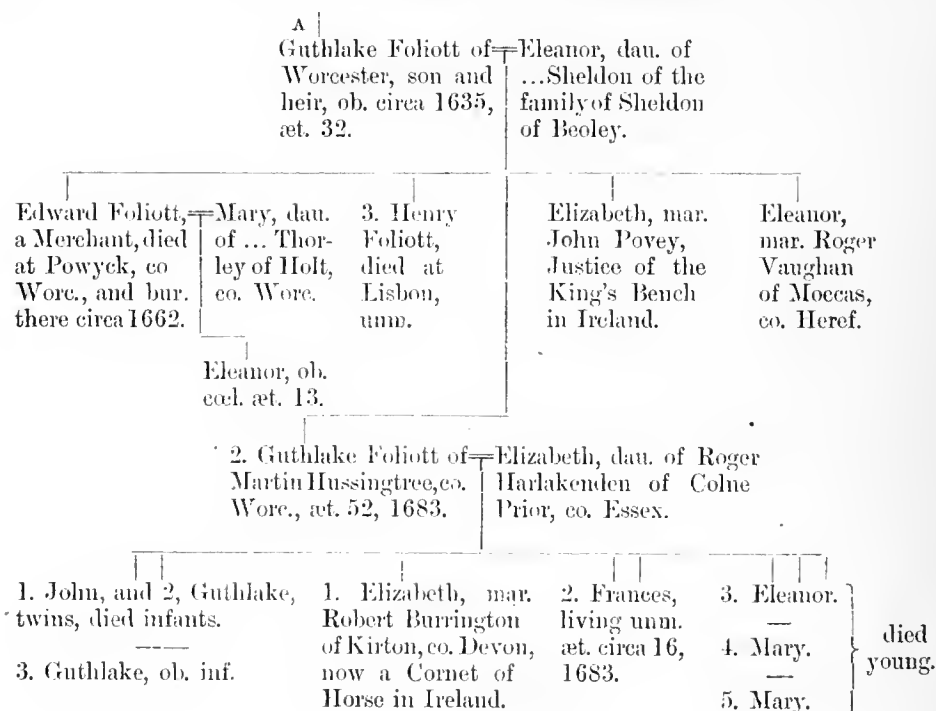 A
Guthlake Foliott of
Worcester, son and
heir, ob. circa 1635,
æt. 32.
Eleanor, dau. of
...Sheldon of the
family of Sheldon
of Beoley.
Edward Foliott,
a Merchant, died
at Powyck, co
Worc., and bur.
there circa 1662.
Mary, dau.
of ... Thor-
ley of Holt,
co. Worc.
3. Henry
Foliott,
died at
Lisbon,
unm.
Elizabeth, mar.
John Povey,
Justice of the
King's Bench
in Ireland.
Eleanor,
mar. Roger
Vaughan
of Moccas,
co. Heref.
Eleanor, ob.
cœl. æt. 13.
2. Guthlake Foliott of
Martin Hussingtree, co.
Worc., æt. 52, 1683.
Elizabeth, dau. of Roger
Harlakenden of Colne
Prior, co. Essex.
1. John, and 2, Guthlake,
twins, died infants.
3. Guthlake, ob. inf.
1. Elizabeth, mar.
Robert Burrington
of Kirton, co. Devon,
now a Cornet of
Horse in Ireland.
2. Frances,
living unm.
æt. circa 16,
1683.
3. Eleanor.
4. Mary.
5. Mary.
died
young.